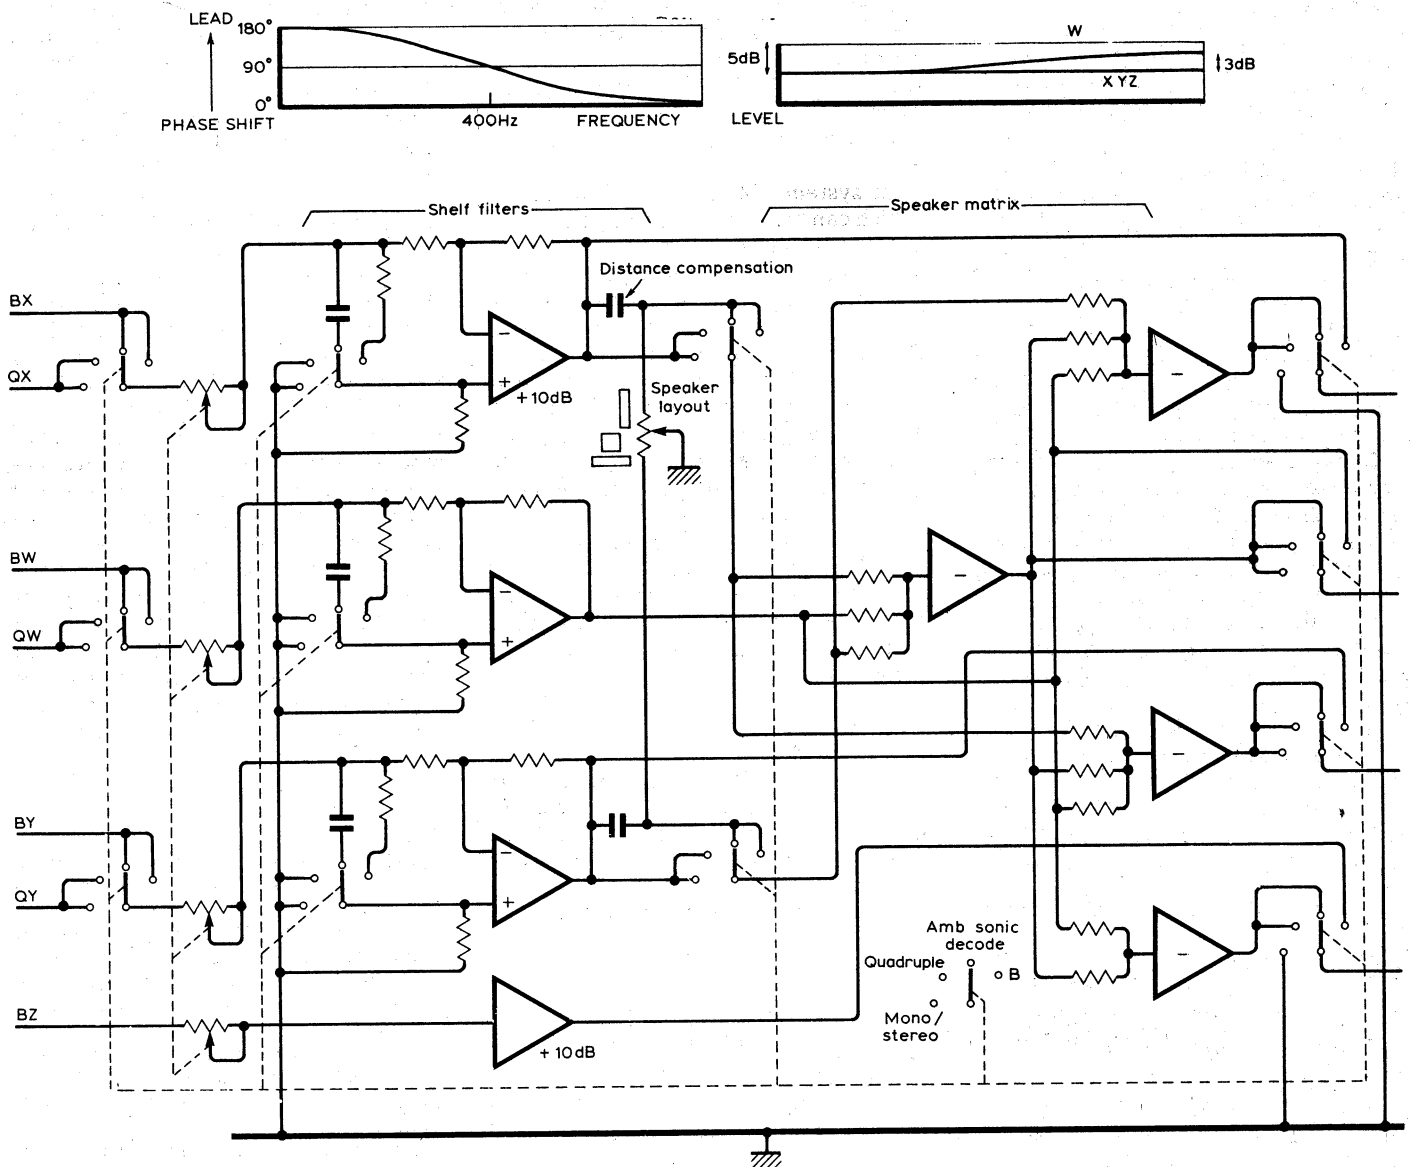 LEAD
180°
90°
0°
PHASE SHIFT
400Hz
FREQUENCY
W
5dB
3dB
X YZ
LEVEL
Shelf filters
Speaker matrix
Distance compensation
BX
QX
Speaker
layout
−
+
+10dB
−
BW
QW
−
+
−
−
BY
QY
−
+
−
Amb sonic
decode
Quadruple
B
Mono/
stereo
BZ
+10dB